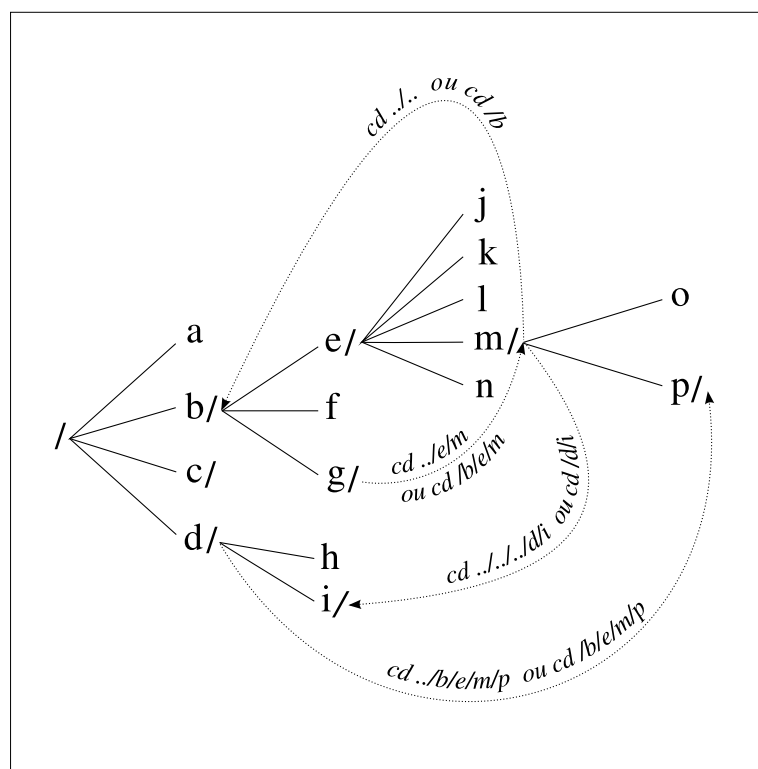 cd ../.. ou cd /b
j
k
l
o
a
e/
m/
b/
f
n
p/
/
c/
g/
cd ../e/m
ou cd /b/e/m
d/
h
i/
cd ../../../d/i ou cd /d/i
cd ../b/e/m/p ou cd /b/e/m/p